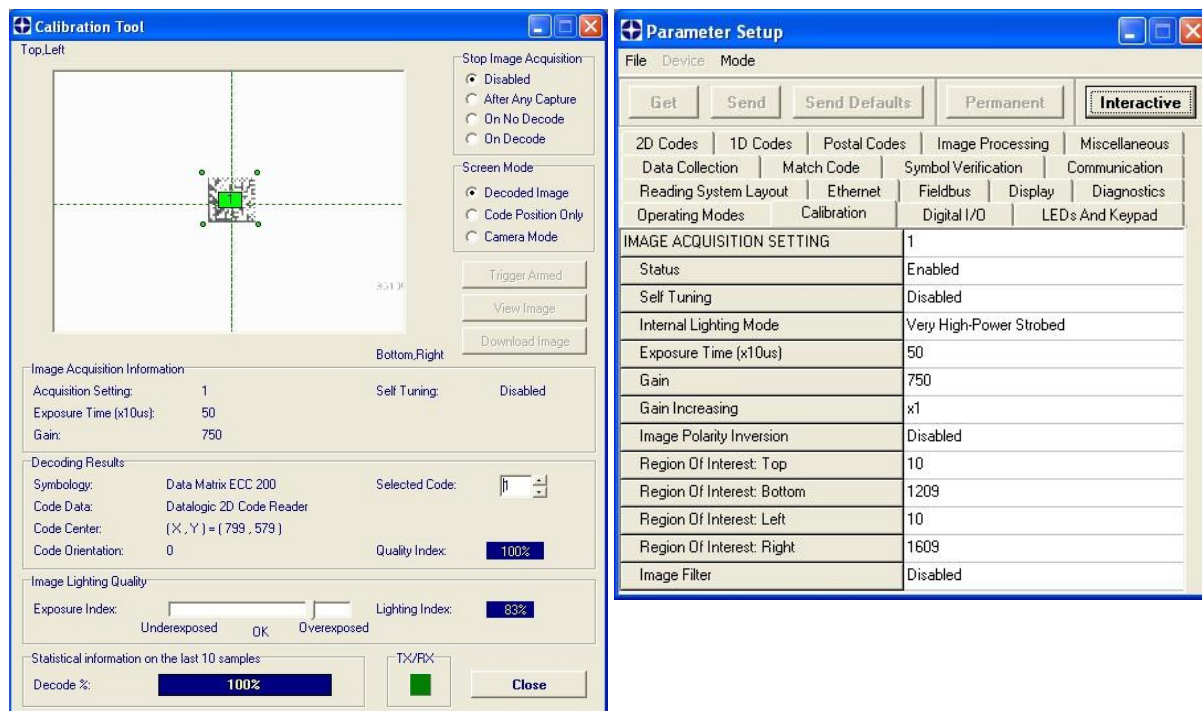 Calibration Tool
Top,Left
1
Bottom,Right
Stop Image Acquisition
Disabled
After Any Capture
On No Decode
On Decode
Screen Mode
Decoded Image
Code Position Only
Camera Mode
Trigger Armed
View Image
Download Image
Image Acquisition Information
Acquisition Setting: 1 Self Tuning: Disabled
Exposure Time (x10us): 50
Gain: 750
Decoding Results
Symbology: Data Matrix ECC 200 Selected Code: 1
Code Data: Datalogic 2D Code Reader
Code Center: ( X , Y ) = ( 799 , 579 )
Code Orientation: 0 Quality Index: 100%
Image Lighting Quality
Exposure Index: Lighting Index: 83%
Underexposed OK Overexposed
Statistical information on the last 10 samples
Decode %: 100%
TX/RX
Close
Parameter Setup
File Device Mode
Get Send Send Defaults Permanent Interactive
2D Codes 1D Codes Postal Codes Image Processing Miscellaneous
Data Collection Match Code Symbol Verification Communication
Reading System Layout Ethernet Fieldbus Display Diagnostics
Operating Modes Calibration Digital I/O LEDs And Keypad
IMAGE ACQUISITION SETTING 1
Status Enabled
Self Tuning Disabled
Internal Lighting Mode Very High-Power Strobed
Exposure Time (x10us) 50
Gain 750
Gain Increasing x1
Image Polarity Inversion Disabled
Region Of Interest: Top 10
Region Of Interest: Bottom 1209
Region Of Interest: Left 10
Region Of Interest: Right 1609
Image Filter Disabled